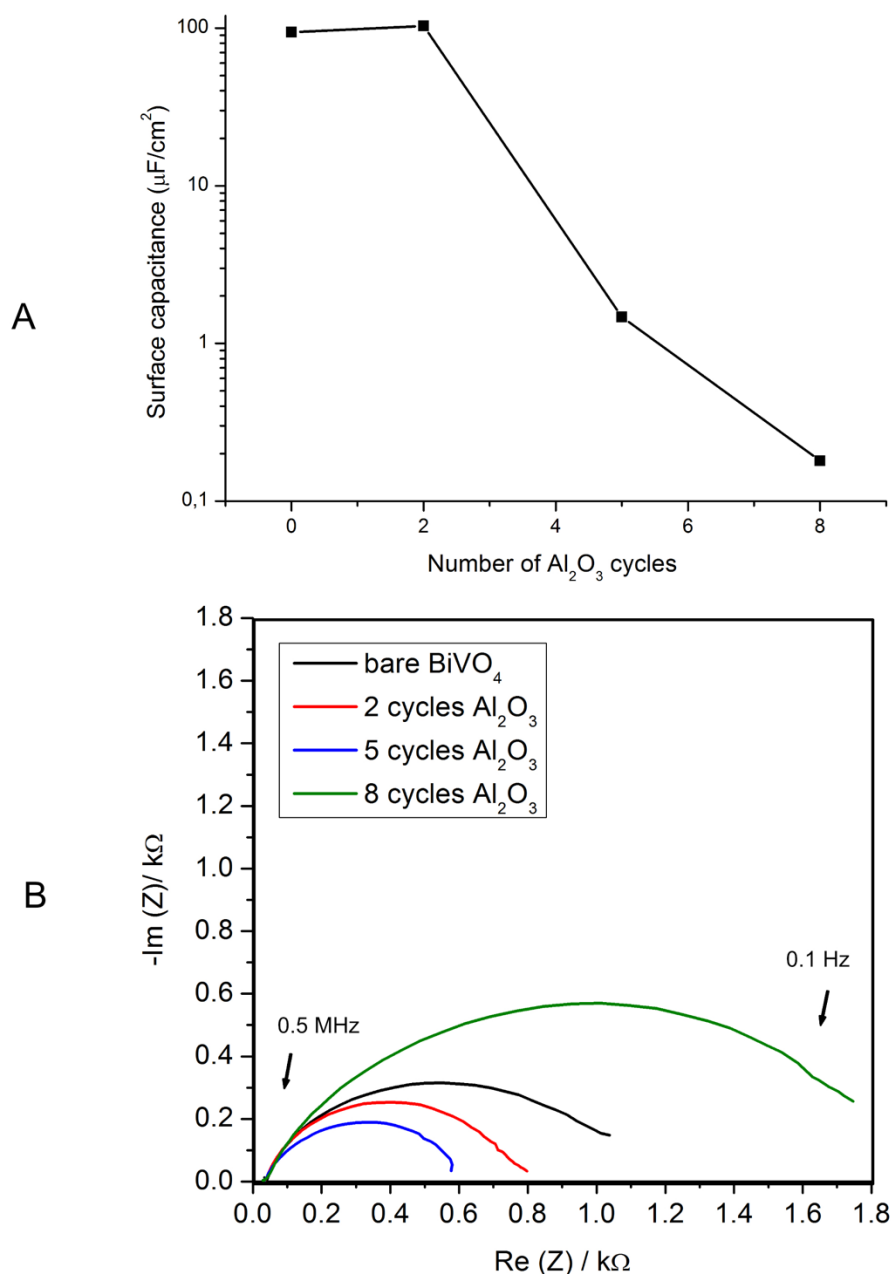 A
Surface capacitance (μF/cm²)
100
10
1
0,1
0 2 4 6 8
Number of Al₂O₃ cycles
B
-Im (Z)/ kΩ
1.8
1.6
1.4
1.2
1.0
0.8
0.6
0.4
0.2
0.0
bare BiVO₄
2 cycles Al₂O₃
5 cycles Al₂O₃
8 cycles Al₂O₃
0.5 MHz
0.1 Hz
0.0 0.2 0.4 0.6 0.8 1.0 1.2 1.4 1.6 1.8
Re (Z) / kΩ